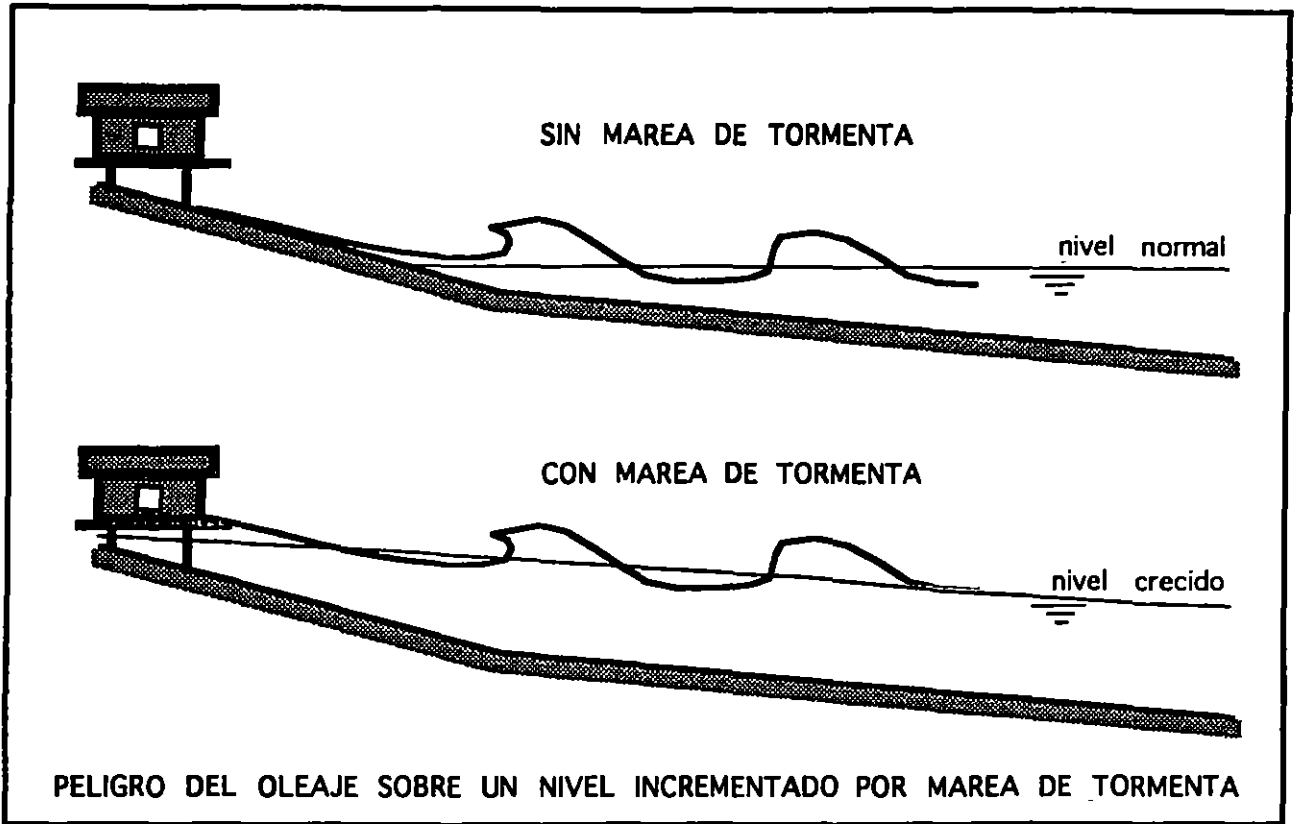 SIN MAREA DE TORMENTA
nivel normal
CON MAREA DE TORMENTA
nivel crecido
PELIGRO DEL OLEAJE SOBRE UN NIVEL INCREMENTADO POR MAREA DE TORMENTA